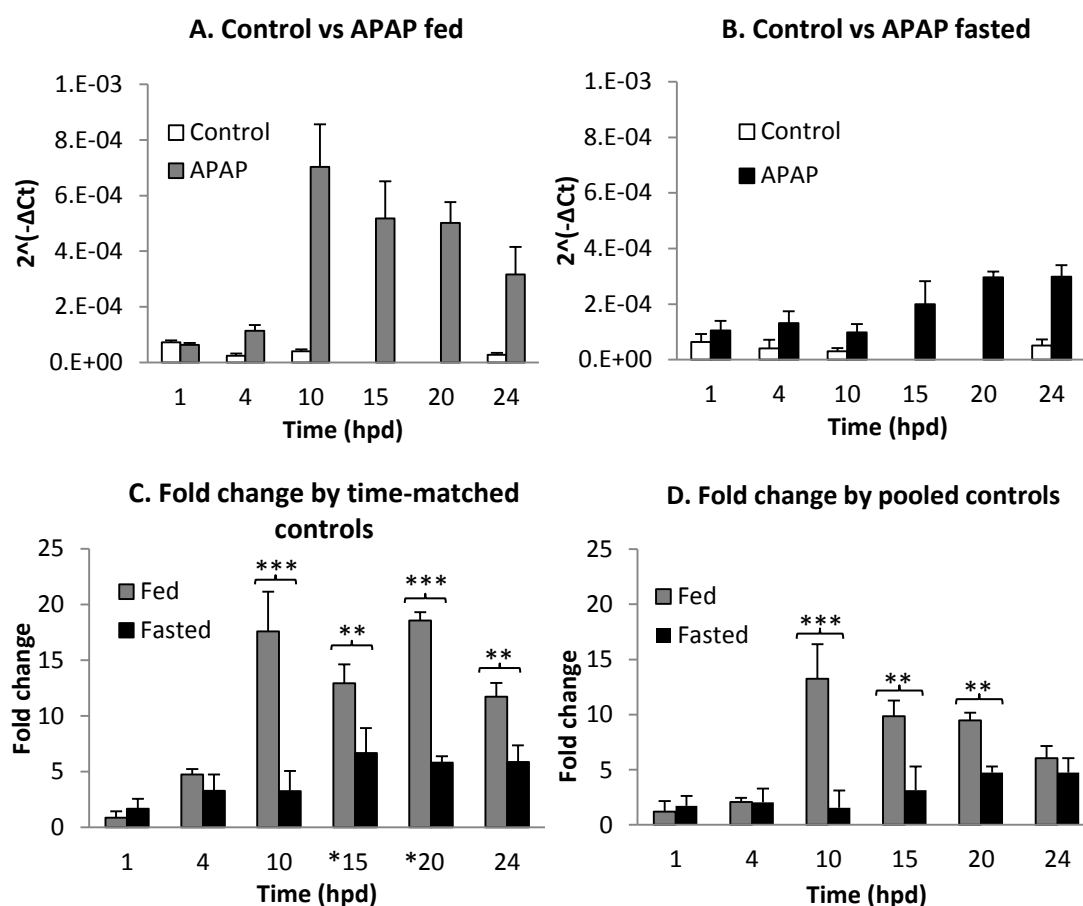 A. Control vs APAP fed
1.E-03
8.E-04
6.E-04
4.E-04
2.E-04
0.E+00
2^(-ΔCt)
Control
APAP
1 4 10 15 20 24
Time (hpd)
B. Control vs APAP fasted
1.E-03
8.E-04
6.E-04
4.E-04
2.E-04
0.E+00
2^(-ΔCt)
Control
APAP
1 4 10 15 20 24
Time (hpd)
C. Fold change by time-matched
controls
25
20
15
10
5
0
Fold change
Fed
Fasted
***
**
***
**
1 4 10 *15 *20 24
Time (hpd)
D. Fold change by pooled controls
25
20
15
10
5
0
Fold change
Fed
Fasted
***
**
**
1 4 10 15 20 24
Time (hpd)